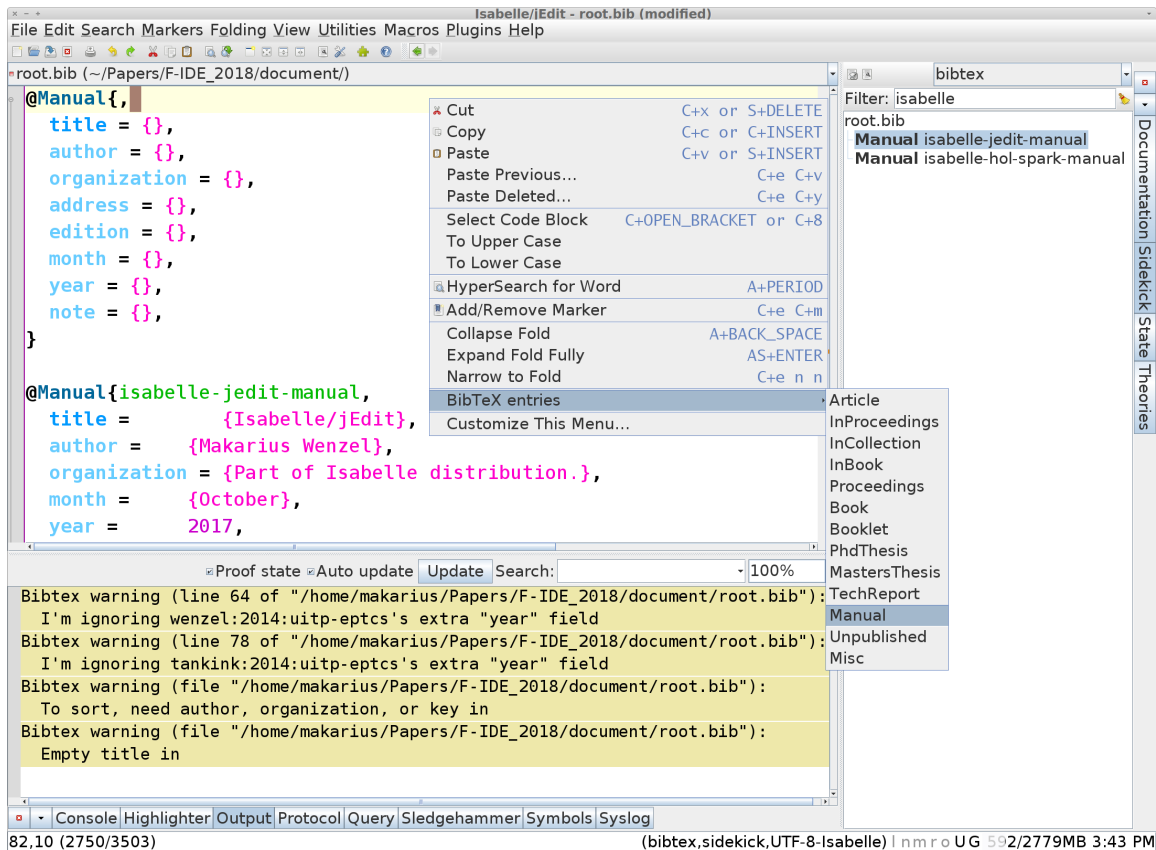 Isabelle/jEdit - root.bib (modified)
File Edit Search Markers Folding View Utilities Macros Plugins Help
root.bib (~/Papers/F-IDE_2018/document/)
@Manual{,
title = {},
author = {},
organization = {},
address = {},
edition = {},
month = {},
year = {},
note = {},
}
@Manual{isabelle-jedit-manual,
title = {Isabelle/jEdit},
author = {Makarius Wenzel},
organization = {Part of Isabelle distribution.},
month = {October},
year = 2017,
Cut C+x or S+DELETE
Copy C+c or C+INSERT
Paste C+v or S+INSERT
Paste Previous... C+e C+v
Paste Deleted... C+e C+y
Select Code Block C+OPEN_BRACKET or C+8
To Upper Case
To Lower Case
HyperSearch for Word A+PERIOD
Add/Remove Marker C+e C+m
Collapse Fold A+BACK_SPACE
Expand Fold Fully AS+ENTER
Narrow to Fold C+e n n
BibTeX entries
Customize This Menu...
Article
InProceedings
InCollection
InBook
Proceedings
Book
Booklet
PhdThesis
MastersThesis
TechReport
Manual
Unpublished
Misc
bibtex
Filter: isabelle
root.bib
Manual isabelle-jedit-manual
Manual isabelle-hol-spark-manual
Documentation
Sidekick
State
Theories
Proof state Auto update Update Search: 100%
Bibtex warning (line 64 of "/home/makarius/Papers/F-IDE_2018/document/root.bib"):
I'm ignoring wenzel:2014:uitp-eptcs's extra "year" field
Bibtex warning (line 78 of "/home/makarius/Papers/F-IDE_2018/document/root.bib"):
I'm ignoring tankink:2014:uitp-eptcs's extra "year" field
Bibtex warning (file "/home/makarius/Papers/F-IDE_2018/document/root.bib"):
To sort, need author, organization, or key in
Bibtex warning (file "/home/makarius/Papers/F-IDE_2018/document/root.bib"):
Empty title in
Console Highlighter Output Protocol Query Sledgehammer Symbols Syslog
82,10 (2750/3503) (bibtex,sidekick,UTF-8-Isabelle) l n m r o U G 592/2779MB 3:43 PM